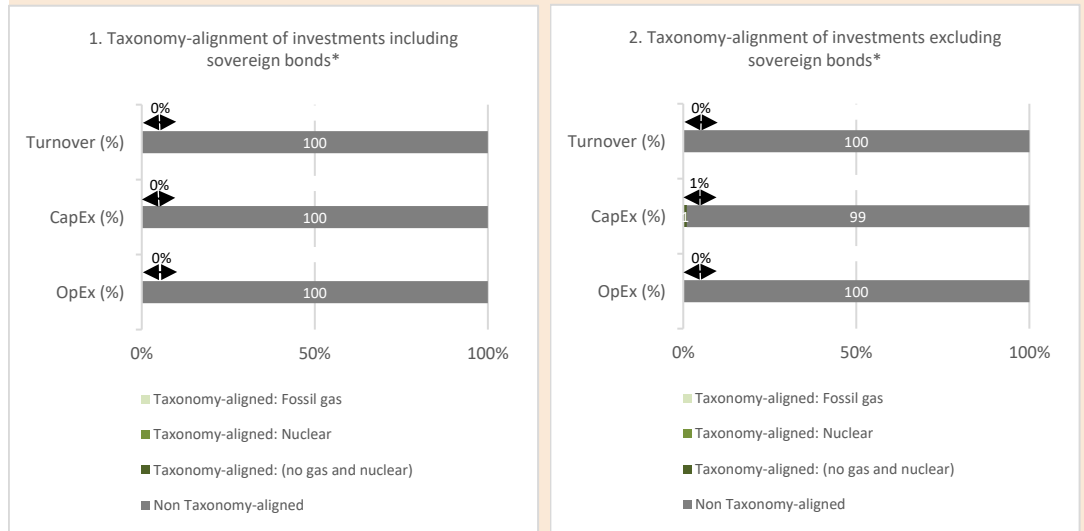 1. Taxonomy-alignment of investments including
sovereign bonds*
0%
Turnover (%)
100
0%
CapEx (%)
100
0%
OpEx (%)
100
0%
50%
100%
Taxonomy-aligned: Fossil gas
Taxonomy-aligned: Nuclear
Taxonomy-aligned: (no gas and nuclear)
Non Taxonomy-aligned
2. Taxonomy-alignment of investments excluding
sovereign bonds*
0%
Turnover (%)
100
1%
CapEx (%)
1
99
0%
OpEx (%)
100
0%
50%
100%
Taxonomy-aligned: Fossil gas
Taxonomy-aligned: Nuclear
Taxonomy-aligned: (no gas and nuclear)
Non Taxonomy-aligned